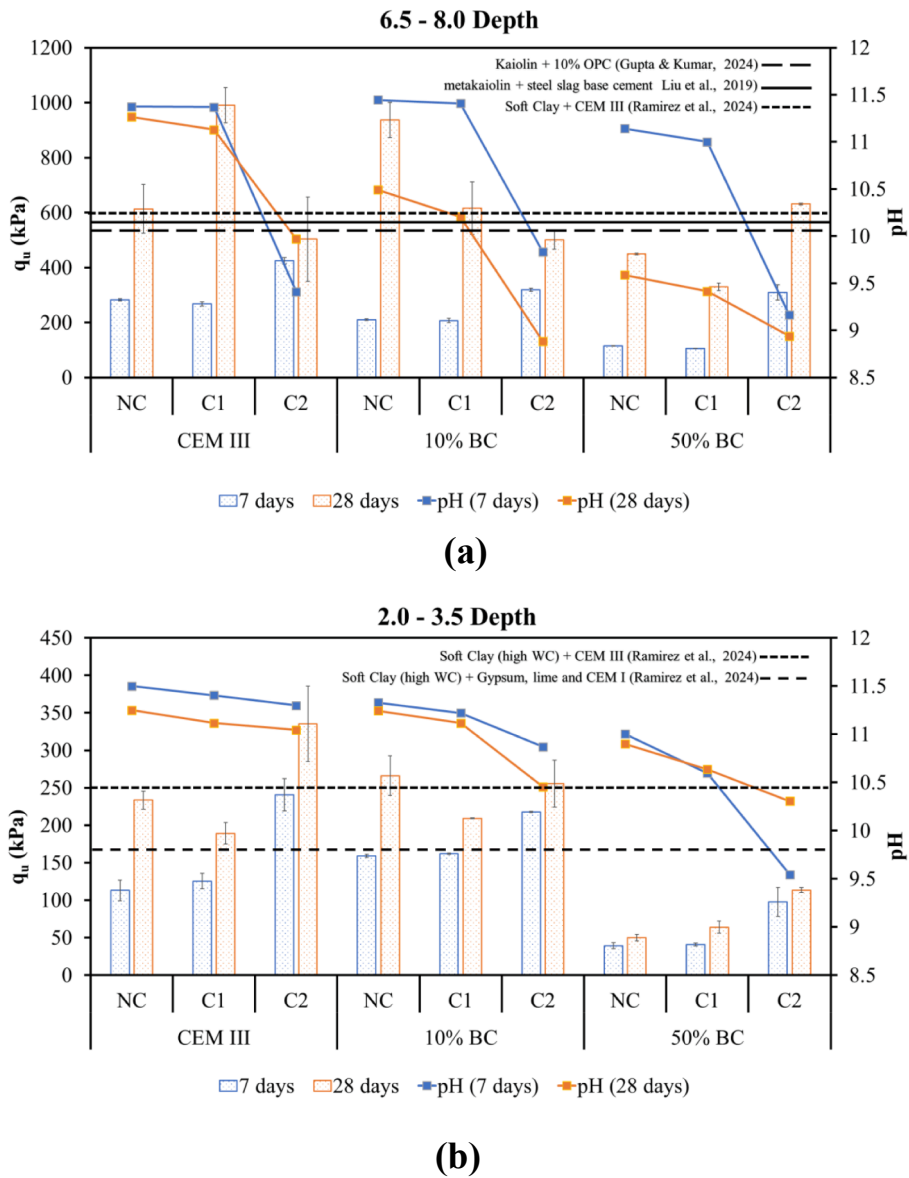 6.5 - 8.0 Depth
1200
1000
800
600
400
200
0
q_u (kPa)
Kaiolin + 10% OPC (Gupta & Kumar, 2024)
metakaiolin + steel slag base cement Liu et al., 2019)
Soft Clay + CEM III (Ramirez et al., 2024)
12
11.5
11
10.5
10
9.5
9
8.5
pH
NC C1 C2 NC C1 C2 NC C1 C2
CEM III 10% BC 50% BC
7 days 28 days pH (7 days) pH (28 days)
(a)
2.0 - 3.5 Depth
450
400
350
300
250
200
150
100
50
0
q_u (kPa)
Soft Clay (high WC) + CEM III (Ramirez et al., 2024)
Soft Clay (high WC) + Gypsum, lime and CEM I (Ramirez et al., 2024)
12
11.5
11
10.5
10
9.5
9
8.5
pH
NC C1 C2 NC C1 C2 NC C1 C2
CEM III 10% BC 50% BC
7 days 28 days pH (7 days) pH (28 days)
(b)